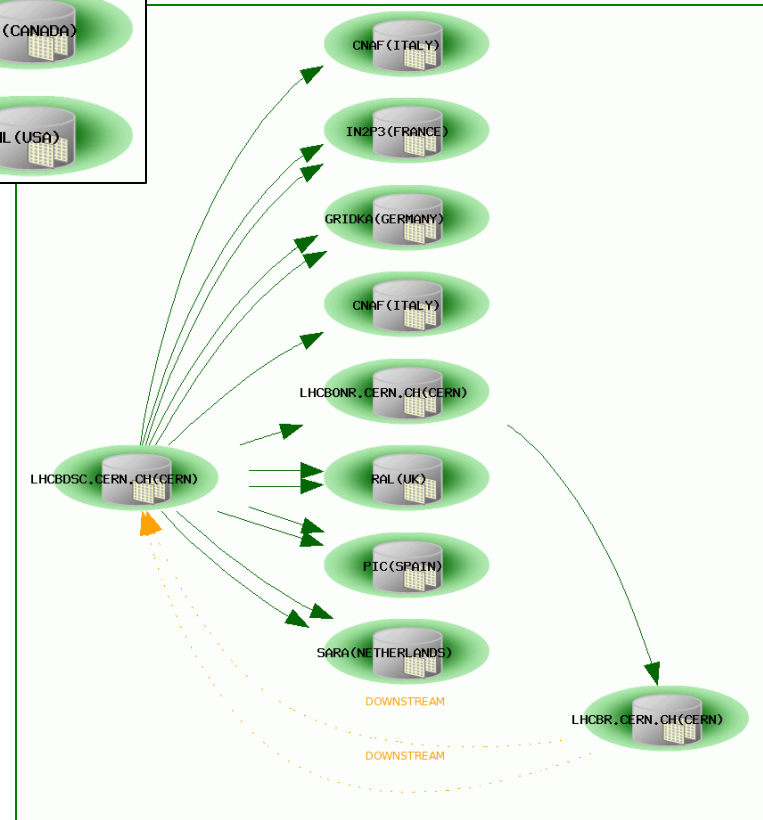 (CANADA)
L(USA)
CNAF(ITALY)
IN2P3(FRANCE)
GRIDKA(GERMANY)
CNAF(ITALY)
LHCBONR.CERN.CH(CERN)
LHCBDSC.CERN.CH(CERN)
RAL(UK)
PIC(SPAIN)
SARA(NETHERLANDS)
DOWNSTREAM
LHCBR.CERN.CH(CERN)
DOWNSTREAM